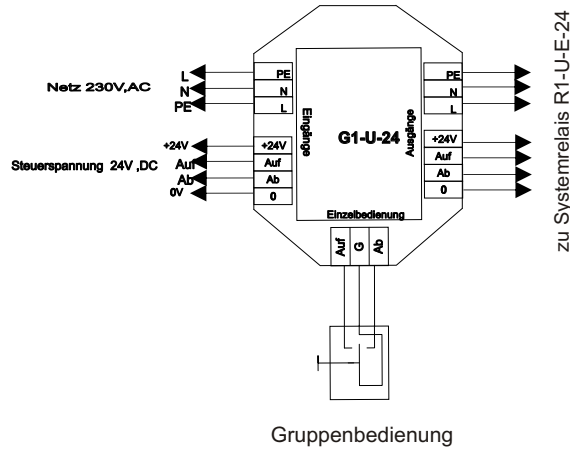 Netz 230V,AC
L
N
PE
PE
N
L
Steuerspannung 24V ,DC
+24V
Auf
Ab
0V
+24V
Auf
Ab
0
Eingänge
G1-U-24
Ausgänge
PE
N
L
+24V
Auf
Ab
0
zu Systemrelais R1-U-E-24
Einzelbedienung
Auf
G
Ab
Gruppenbedienung